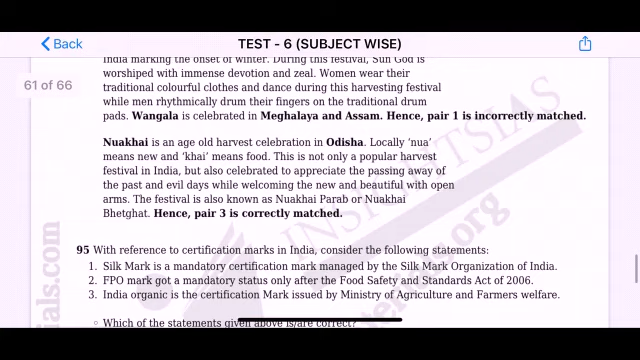 Back
TEST - 6 (SUBJECT WISE)
India marking the onset of winter. During this festival, Sun God is
worshiped with immense devotion and zeal. Women wear their
61 of 66
traditional colourful clothes and dance during this harvesting festival
while men rhythmically drum their fingers on the traditional drum
pads. Wangala is celebrated in Meghalaya and Assam. Hence, pair 1 is incorrectly matched.
Nuakhai is an age old harvest celebration in Odisha. Locally ‘nua’
means new and ‘khai’ means food. This is not only a popular harvest
festival in India, but also celebrated to appreciate the passing away of
the past and evil days while welcoming the new and beautiful with open
arms. The festival is also known as Nuakhai Parab or Nuakhai
Bhetghat. Hence, pair 3 is correctly matched.
95 With reference to certification marks in India, consider the following statements:
1. Silk Mark is a mandatory certification mark managed by the Silk Mark Organization of India.
2. FPO mark got a mandatory status only after the Food Safety and Standards Act of 2006.
3. India organic is the certification Mark issued by Ministry of Agriculture and Farmers welfare.
Which of the statements given above is/are correct?